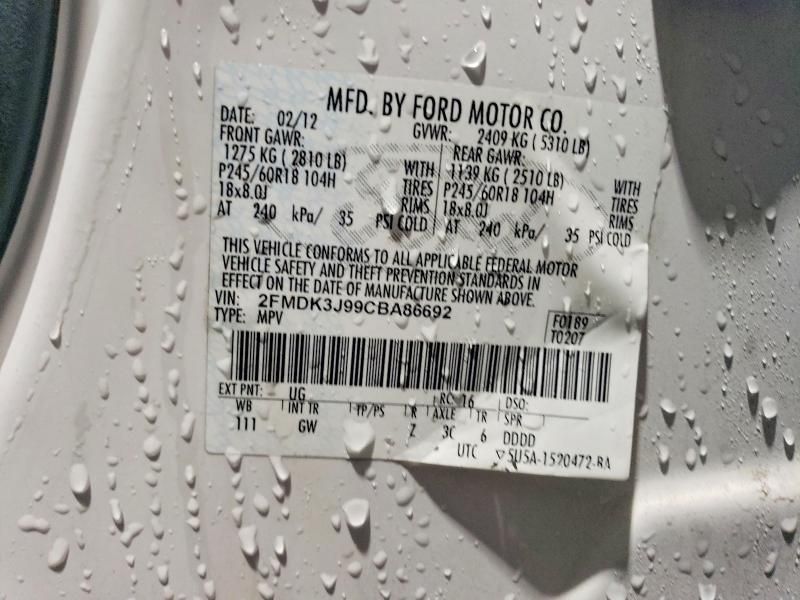 MFD. BY FORD MOTOR CO.
DATE: 02/12 GVWR: 2409 KG ( 5310 LB)
FRONT GAWR: REAR GAWR:
1275 KG ( 2810 LB) 1139 KG ( 2510 LB)
P245/60R18 104H WITH TIRES P245/60R18 104H WITH TIRES
18x8.0J RIMS 18x8.0J RIMS
AT 240 kPa/ 35 PSI COLD AT 240 kPa/ 35 PSI COLD
THIS VEHICLE CONFORMS TO ALL APPLICABLE FEDERAL MOTOR
VEHICLE SAFETY AND THEFT PREVENTION STANDARDS IN
EFFECT ON THE DATE OF MANUFACTURE SHOWN ABOVE.
VIN: 2FMDK3J99CBA86692
TYPE: MPV F0189
T0207
EXT PNT: UG RC: 16 DSO:
WB INT TR TP/PS R AXLE TR SPR
111 GW Z 3C 6 DDDD
UTC ▽5U5A-1520472-BA